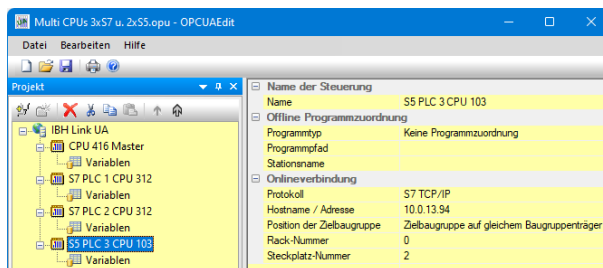 Multi CPUs 3xS7 u. 2xS5.opu - OPCUAEdit
Datei Bearbeiten Hilfe
Projekt
IBH Link UA
CPU 416 Master
Variablen
S7 PLC 1 CPU 312
Variablen
S7 PLC 2 CPU 312
Variablen
S5 PLC 3 CPU 103
Variablen
Name der Steuerung
Name S5 PLC 3 CPU 103
Offline Programmzuordnung
Programmtyp Keine Programmzuordnung
Programmpfad
Stationsname
Onlineverbindung
Protokoll S7 TCP/IP
Hostname / Adresse 10.0.13.94
Position der Zielbaugruppe Zielbaugruppe auf gleichem Baugruppenträger
Rack-Nummer 0
Steckplatz-Nummer 2